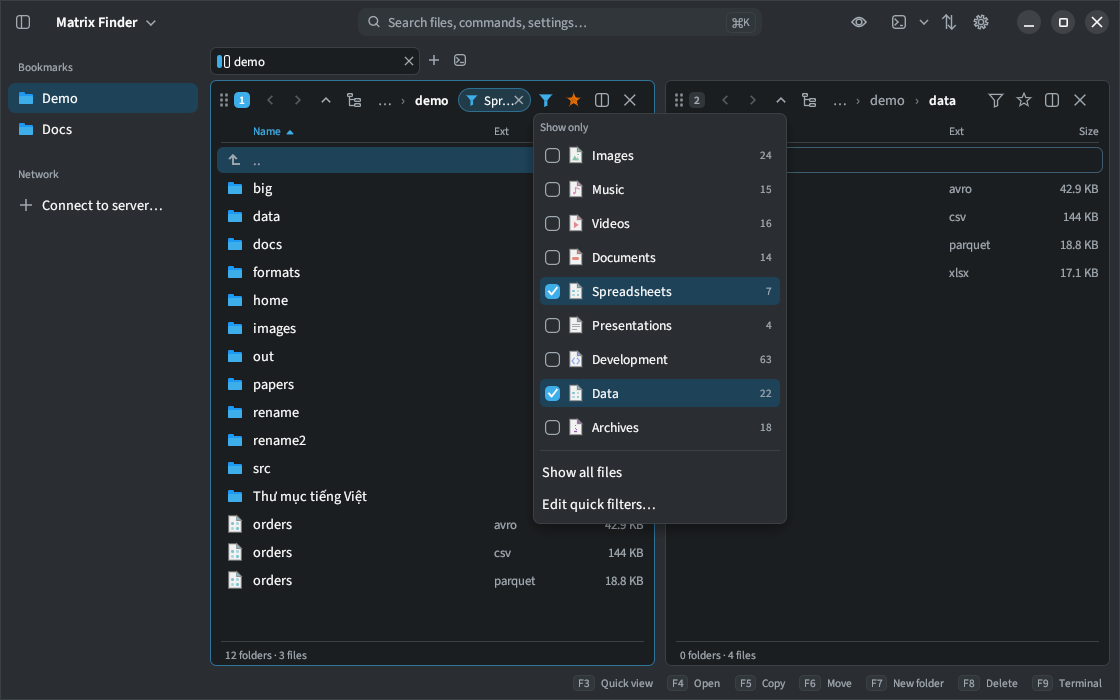 Matrix Finder
Search files, commands, settings…
⌘K
Bookmarks
Demo
Docs
Network
Connect to server…
demo
1
… › demo
Spr…
2
… › demo › data
Name
Ext
Ext
Size
..
big
data
docs
formats
home
images
out
papers
rename
rename2
src
Thư mục tiếng Việt
orders avro 42.9 KB
orders csv 144 KB
orders parquet 18.8 KB
12 folders · 3 files
Show only
Images 24
Music 15
Videos 16
Documents 14
Spreadsheets 7
Presentations 4
Development 63
Data 22
Archives 18
Show all files
Edit quick filters…
avro 42.9 KB
csv 144 KB
parquet 18.8 KB
xlsx 17.1 KB
0 folders · 4 files
F3 Quick view F4 Open F5 Copy F6 Move F7 New folder F8 Delete F9 Terminal